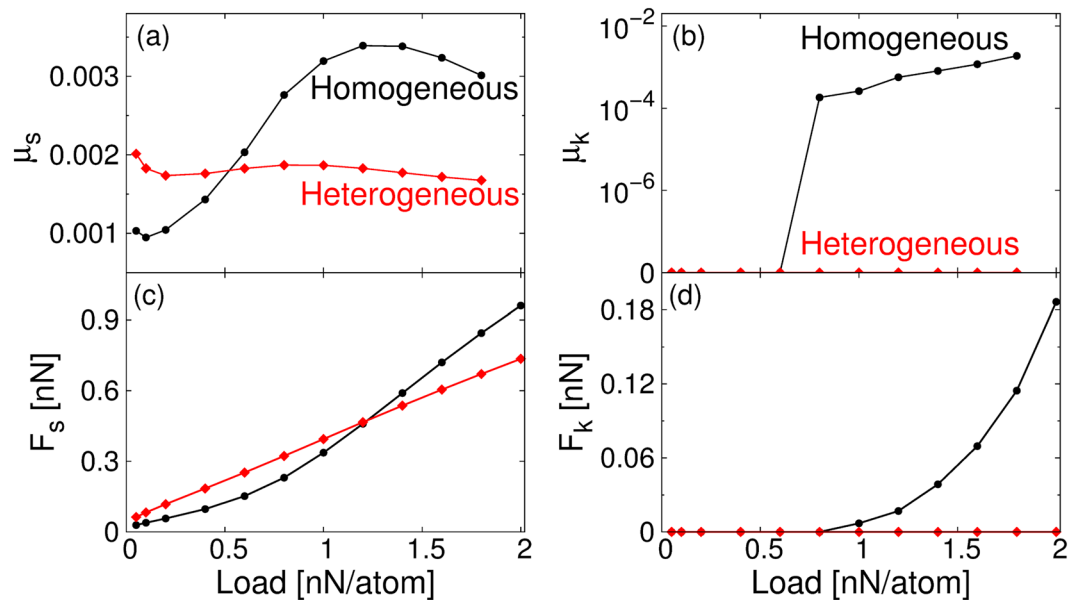 (a)
0.003
0.002
0.001
μs
Homogeneous
Heterogeneous
(b)
10⁻²
10⁻⁴
10⁻⁶
0
μk
Homogeneous
Heterogeneous
(c)
0.9
0.6
0.3
0
Fs [nN]
0 0.5 1 1.5 2
Load [nN/atom]
(d)
0.18
0.12
0.06
0
Fk [nN]
0.5 1 1.5 2
Load [nN/atom]